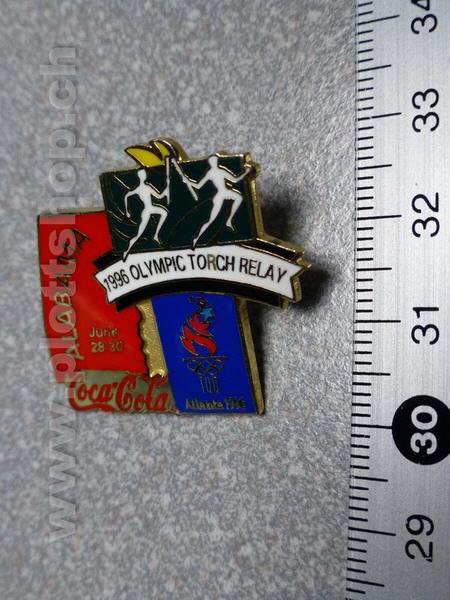 1996 OLYMPIC TORCH RELAY
ALABAMA
June
28-30
Coca-Cola
Atlanta 1996
www.plottshop.ch
34
33
32
31
30
29